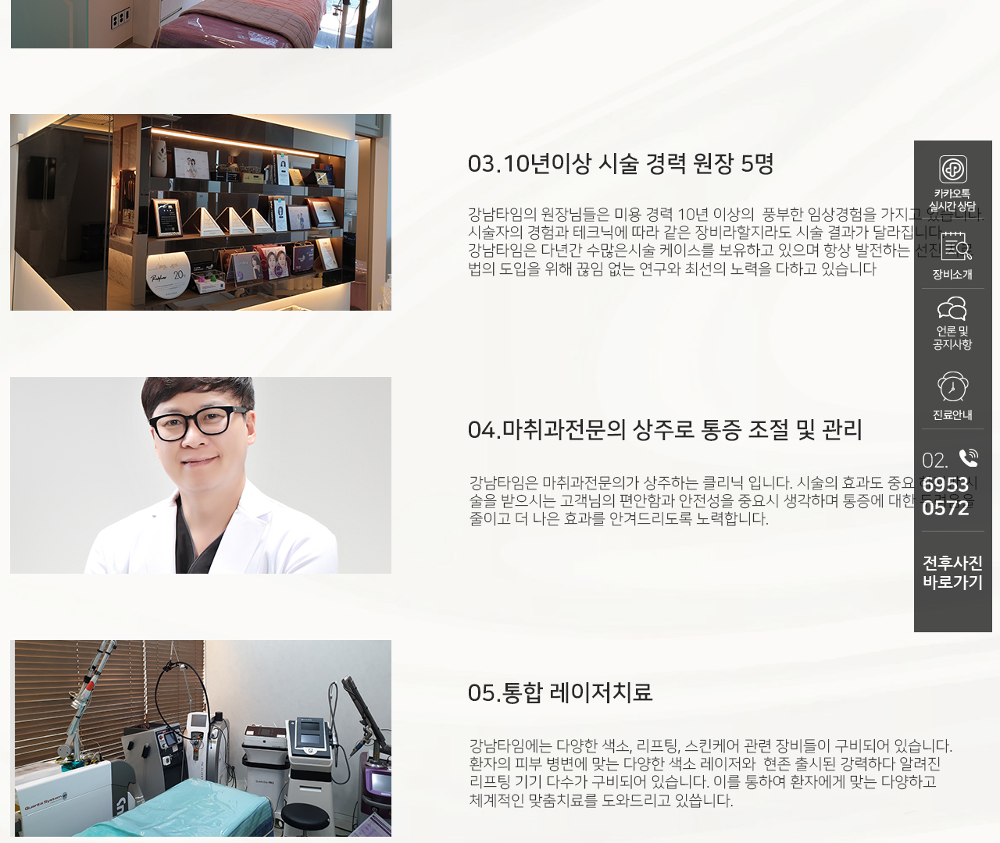 03.10년이상 시술 경력 원장 5명
강남타임의 원장님들은 미용 경력 10년 이상의 풍부한 임상경험을 가지고 있습니다.
시술자의 경험과 테크닉에 따라 같은 장비라할지라도 시술 결과가 달라집니다
강남타임은 다년간 수많은시술 케이스를 보유하고 있으며 항상 발전하는 선진
법의 도입을 위해 끊임 없는 연구와 최선의 노력을 다하고 있습니다
04.마취과전문의 상주로 통증 조절 및 관리
강남타임은 마취과전문의가 상주하는 클리닉 입니다. 시술의 효과도 중요 시
술을 받으시는 고객님의 편안함과 안전성을 중요시 생각하며 통증에 대한 두려움을
줄이고 더 나은 효과를 안겨드리도록 노력합니다.
05.통합 레이저치료
강남타임에는 다양한 색소, 리프팅, 스킨케어 관련 장비들이 구비되어 있습니다.
환자의 피부 병변에 맞는 다양한 색소 레이저와 현존 출시된 강력하다 알려진
리프팅 기기 다수가 구비되어 있습니다. 이를 통하여 환자에게 맞는 다양하고
체계적인 맞춤치료를 도와드리고 있씁니다.
카카오톡
실시간 상담
장비소개
언론 및
공지사항
진료안내
02.
6953
0572
전후사진
바로가기
20
Quanta System